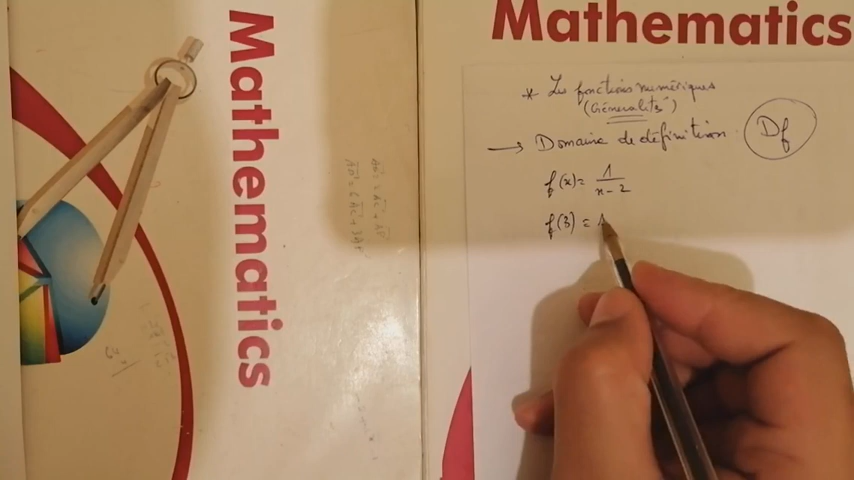 Mathematics
Mathematics
* Les fonctions numériques
(Généralités)
→ Domaine de définition : Df
f(x) = 1/(x-2)
f(3) = 1